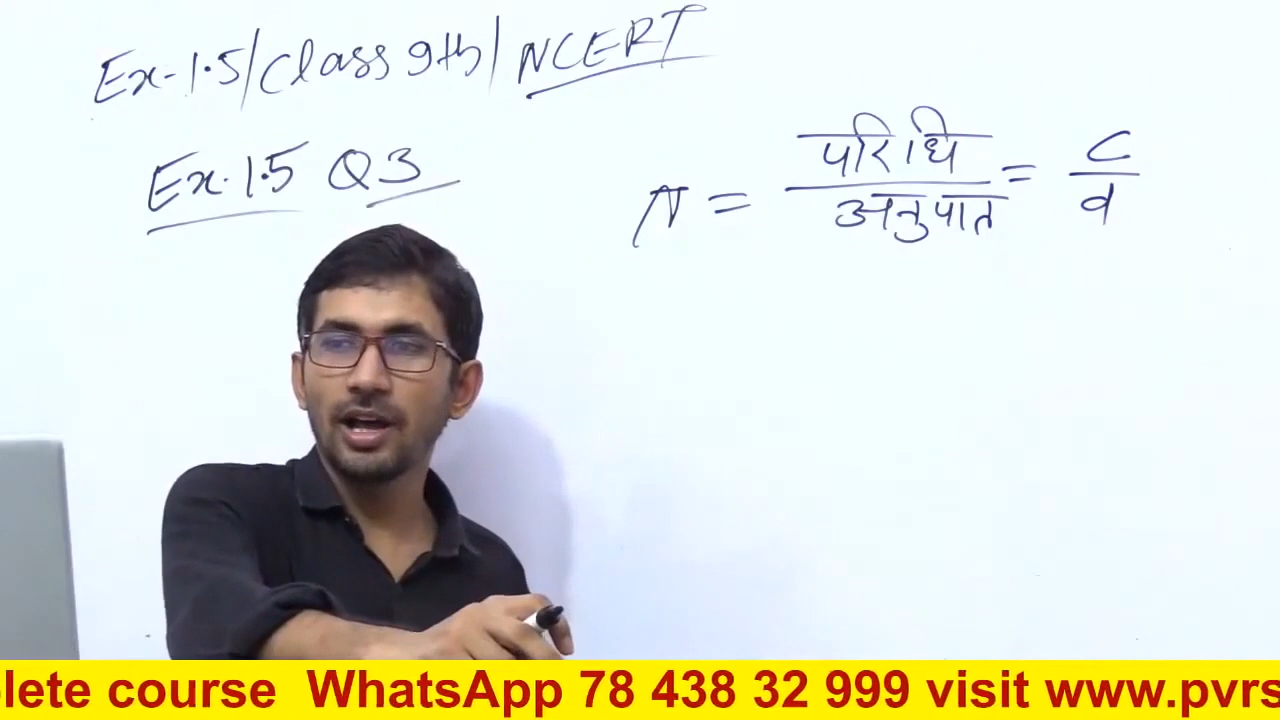 Ex-1.5/Class 9th/NCERT
Ex.1.5 Q3
π = परिधि / अनुपात = C / d
lete course WhatsApp 78 438 32 999 visit www.pvrs